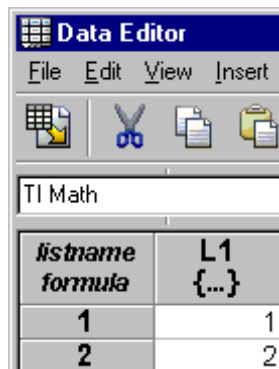 Data Editor
File Edit View Insert
TI Math
listname L1
formula {...}
1 1
2 2